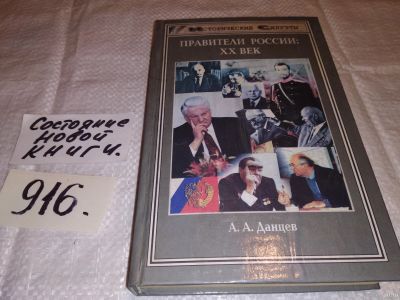 Исторические Силуэты
ПРАВИТЕЛИ РОССИИ:
XX ВЕК
А. А. Данцев
Состояние
новой
книги.
916.